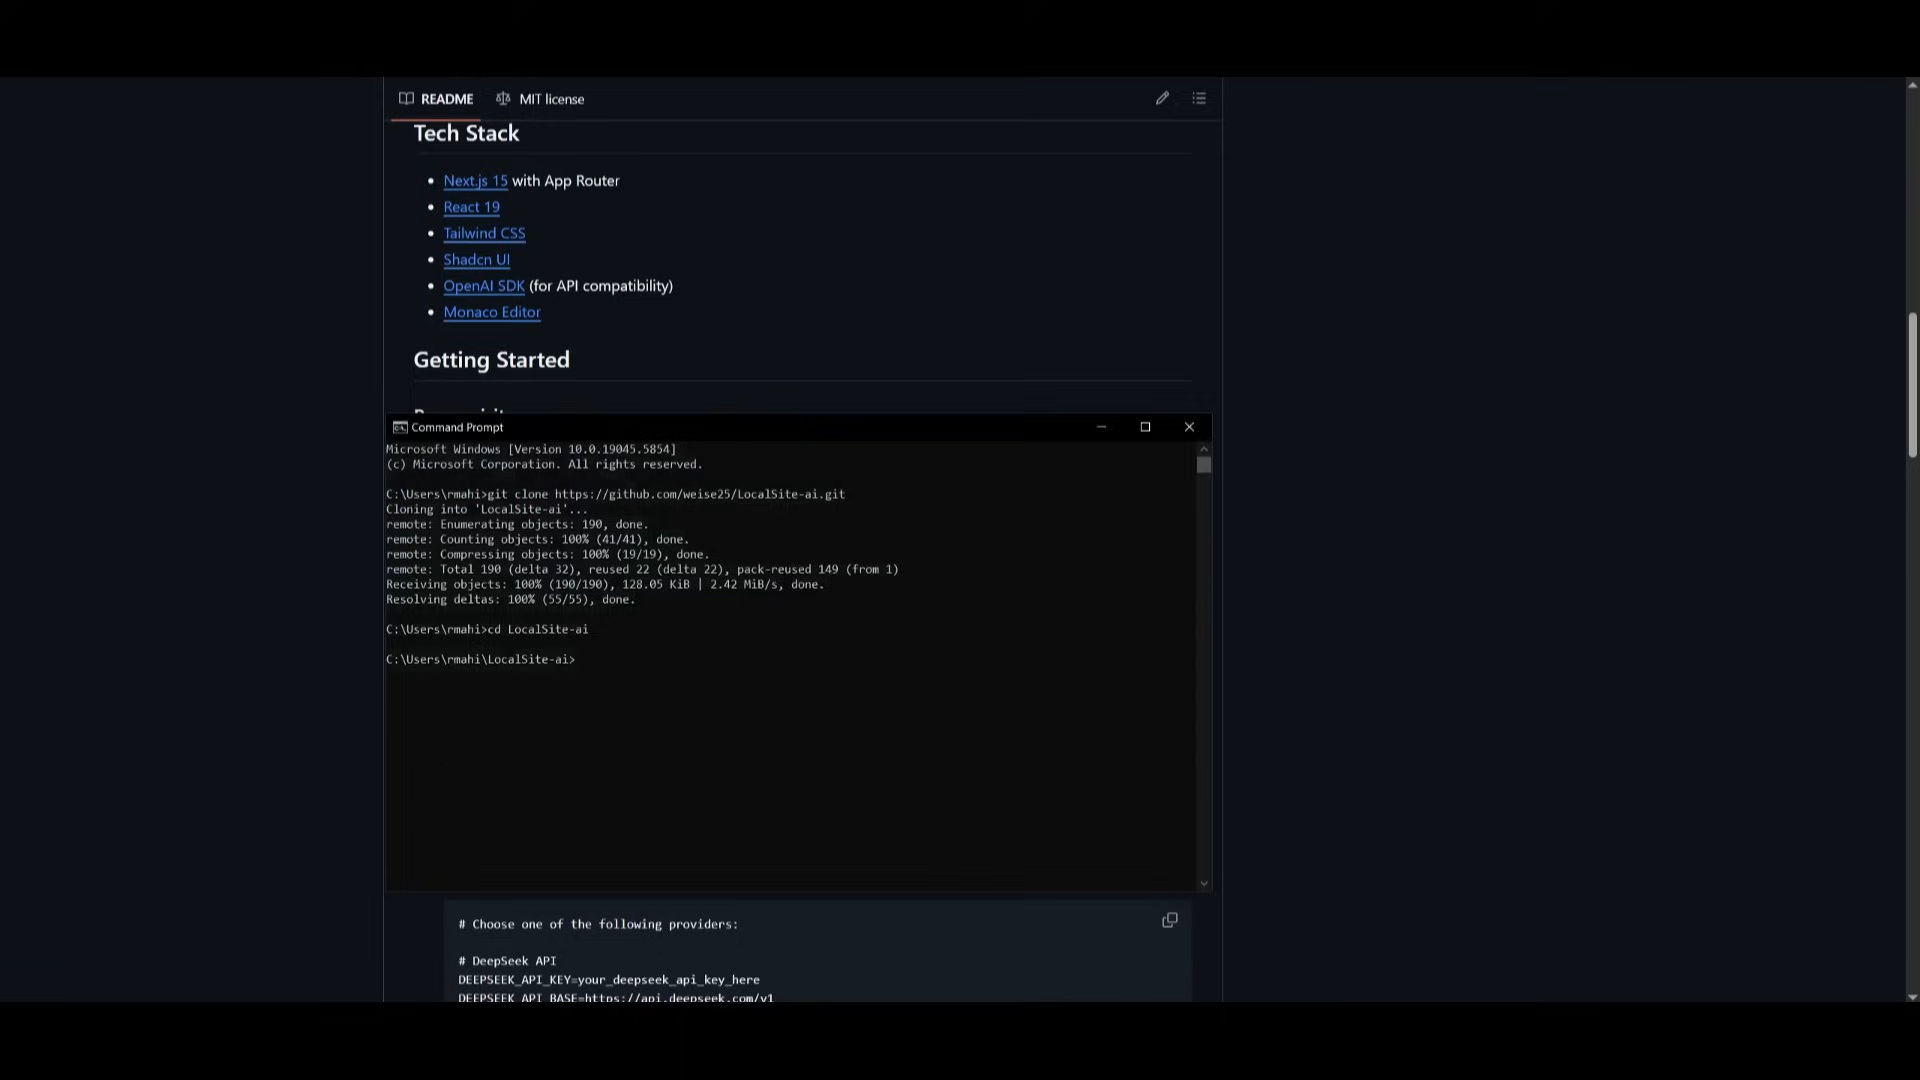 README
MIT license
Tech Stack
Next.js 15 with App Router
React 19
Tailwind CSS
Shadcn UI
OpenAI SDK (for API compatibility)
Monaco Editor
Getting Started
Command Prompt
Microsoft Windows [Version 10.0.19045.5854]
(c) Microsoft Corporation. All rights reserved.
C:\Users\rmahi>git clone https://github.com/weise25/LocalSite-ai.git
Cloning into 'LocalSite-ai'...
remote: Enumerating objects: 190, done.
remote: Counting objects: 100% (41/41), done.
remote: Compressing objects: 100% (19/19), done.
remote: Total 190 (delta 32), reused 22 (delta 22), pack-reused 149 (from 1)
Receiving objects: 100% (190/190), 128.05 KiB | 2.42 MiB/s, done.
Resolving deltas: 100% (55/55), done.
C:\Users\rmahi>cd LocalSite-ai
C:\Users\rmahi\LocalSite-ai>
# Choose one of the following providers:
# DeepSeek API
DEEPSEEK_API_KEY=your_deepseek_api_key_here
DEEPSEEK_API_BASE=https://api.deepseek.com/v1